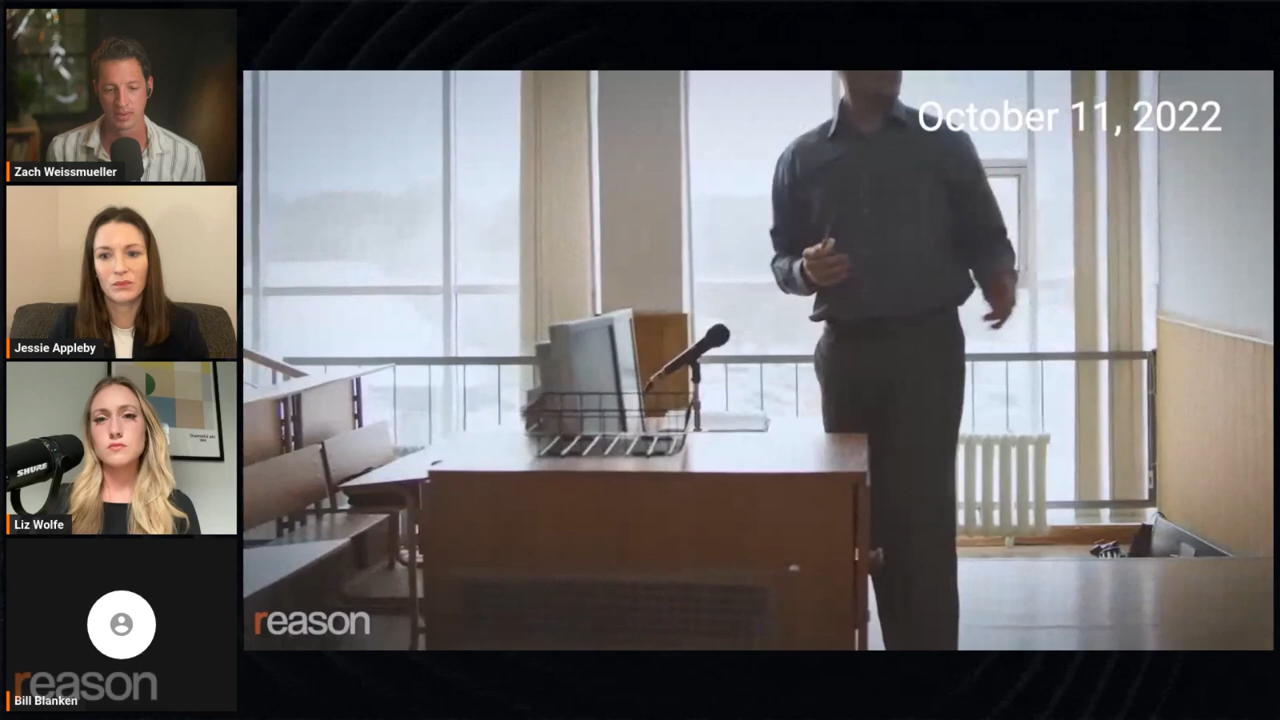 Zach Weissmueller
Jessie Appleby
SHURE
Liz Wolfe
reason
Bill Blanken
October 11, 2022
reason